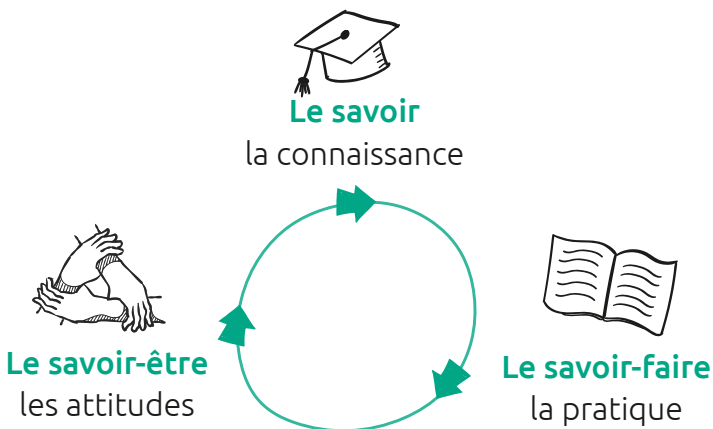 Le savoir
la connaissance
Le savoir-être
les attitudes
Le savoir-faire
la pratique